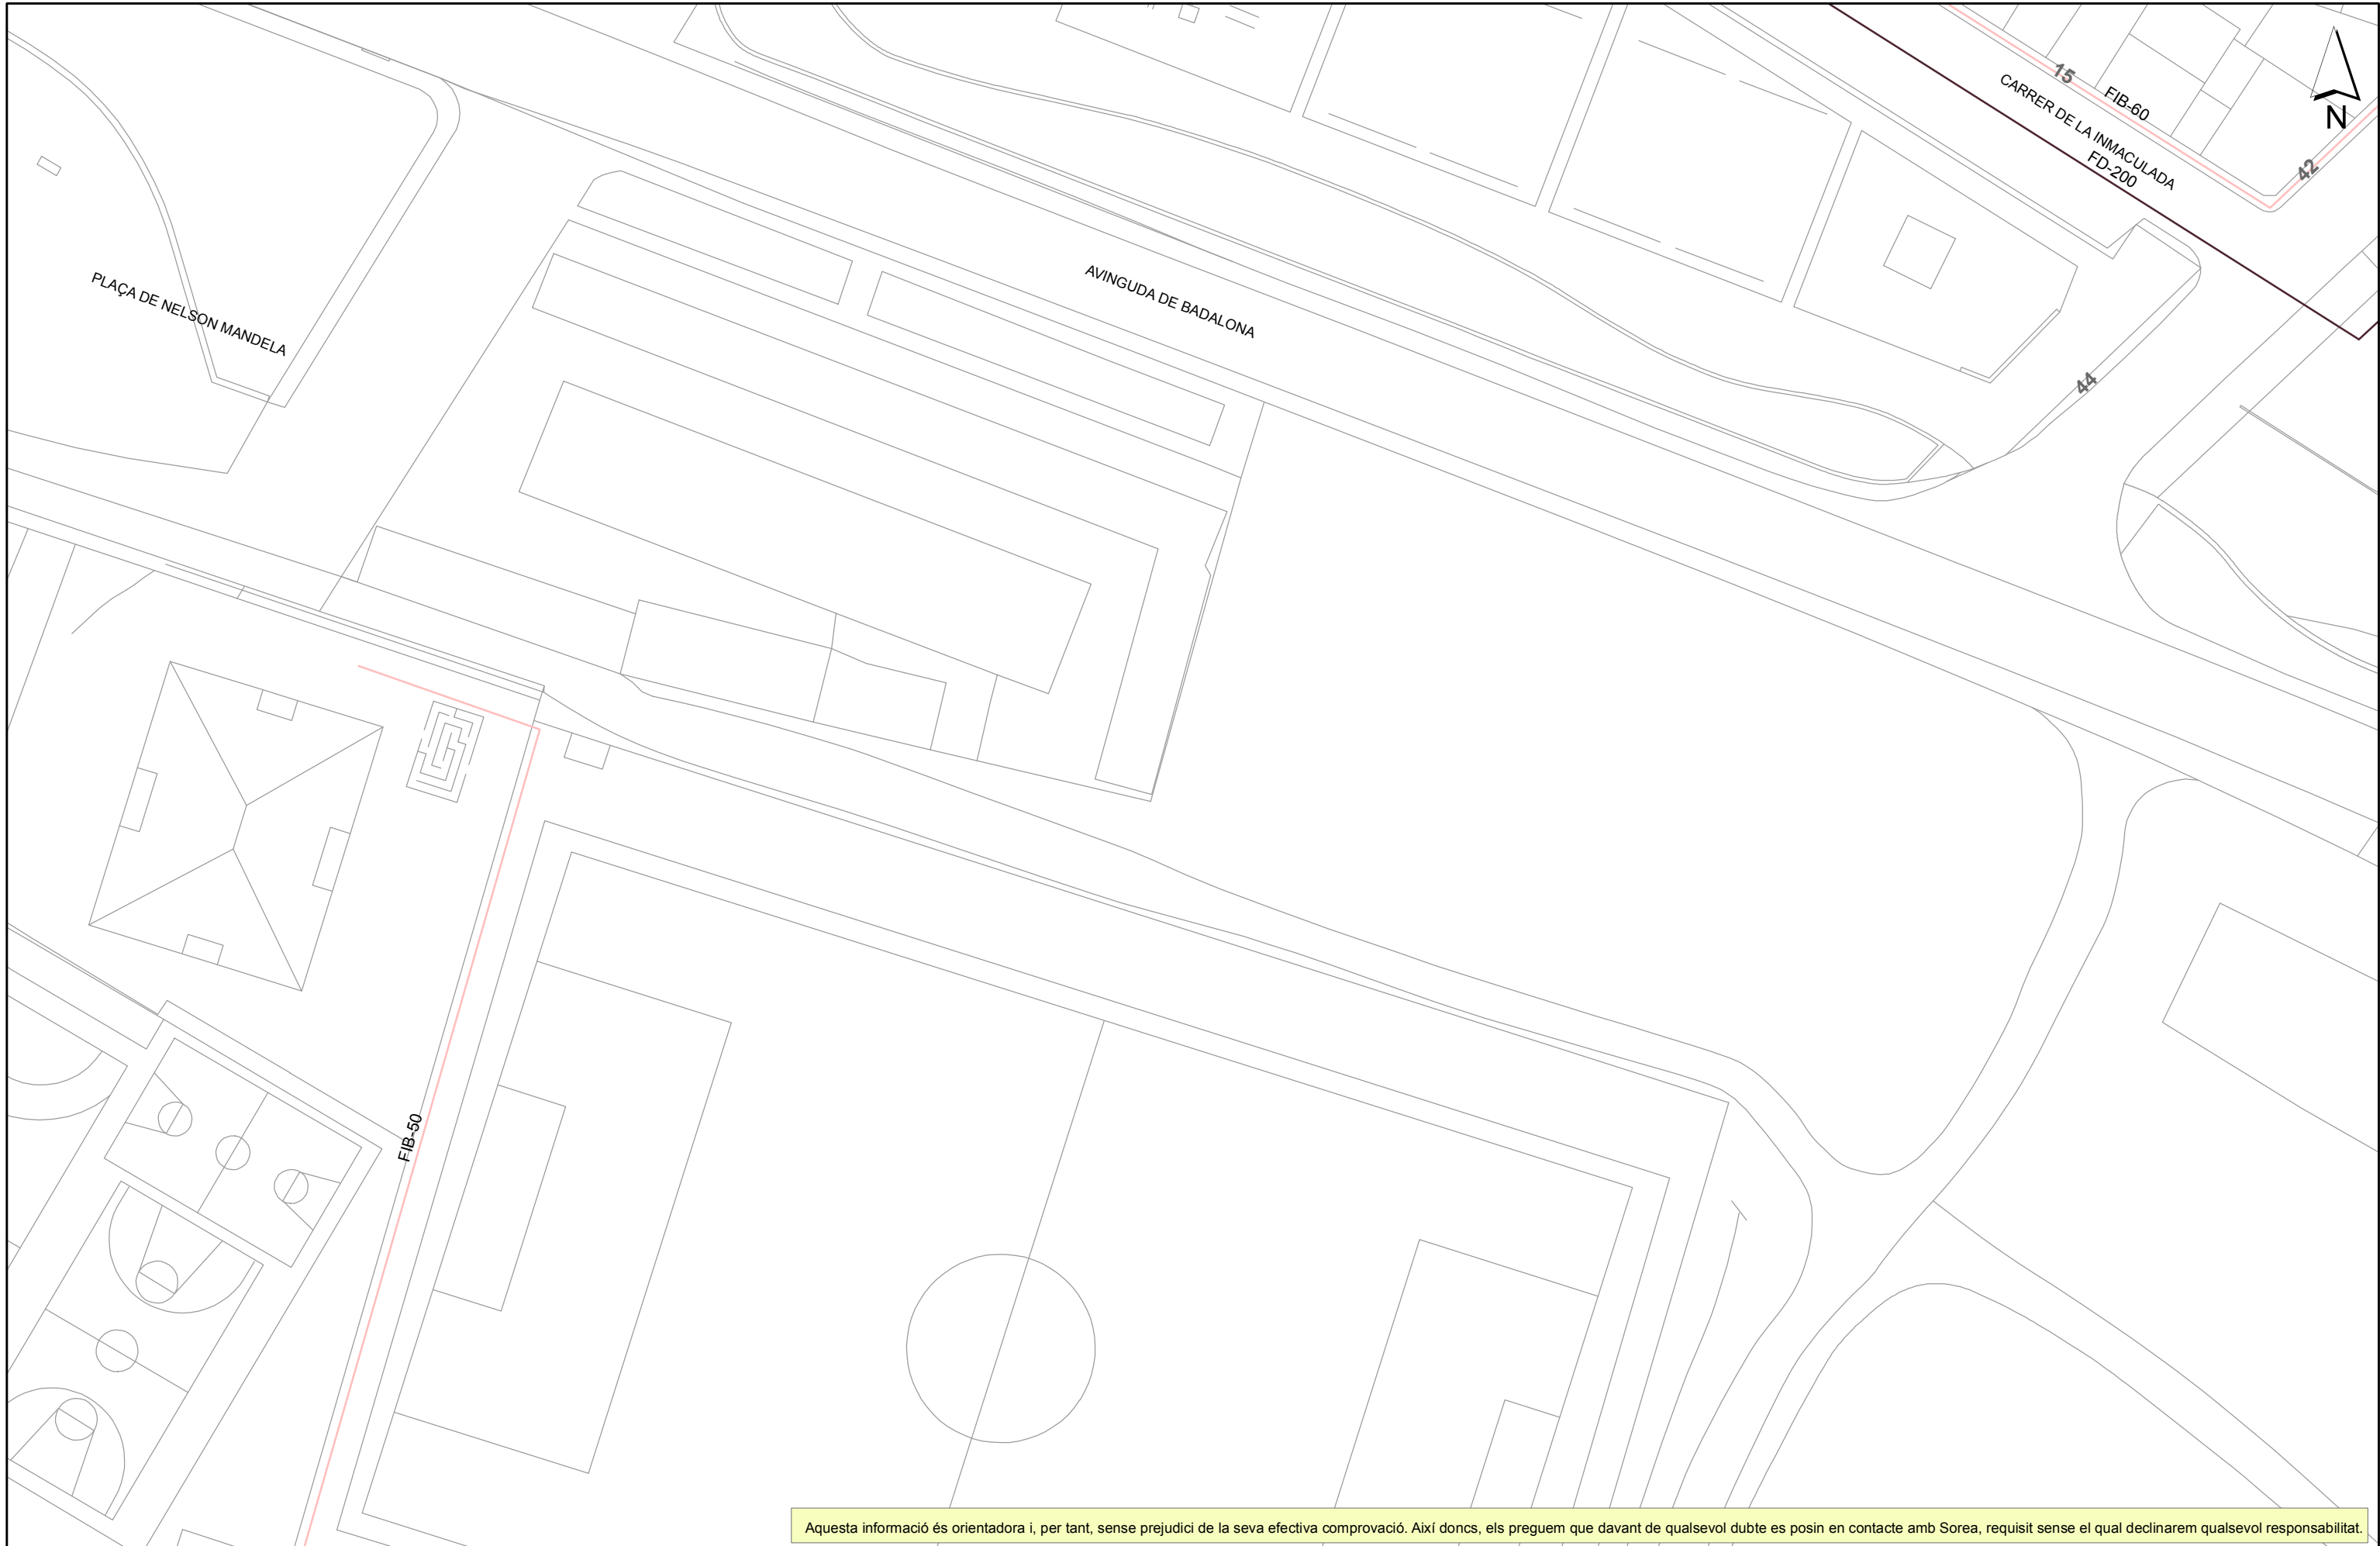 15
FIB-60
CARRER DE LA INMACULADA
FD-200
42
N
PLAÇA DE NELSON MANDELA
AVINGUDA DE BADALONA
44
FIB-50
Aquesta informació és orientadora i, per tant, sense prejudici de la seva efectiva comprovació. Així doncs, els preguem que davant de qualsevol dubte es posin en contacte amb Sorea, requisit sense el qual declinarem qualsevol responsabilitat.